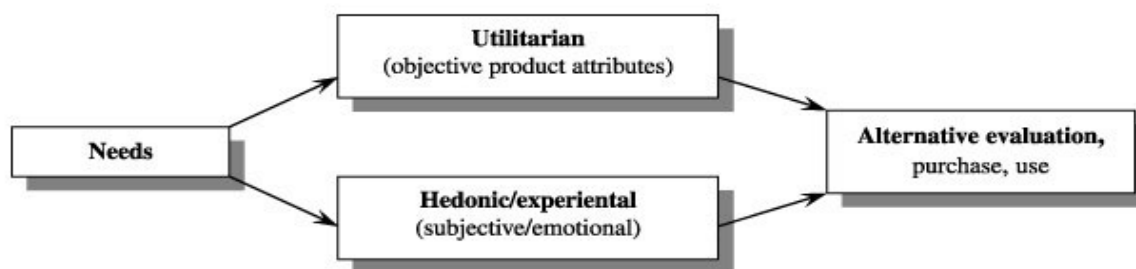 Utilitarian
(objective product attributes)
Needs
Alternative evaluation,
purchase, use
Hedonic/experiental
(subjective/emotional)